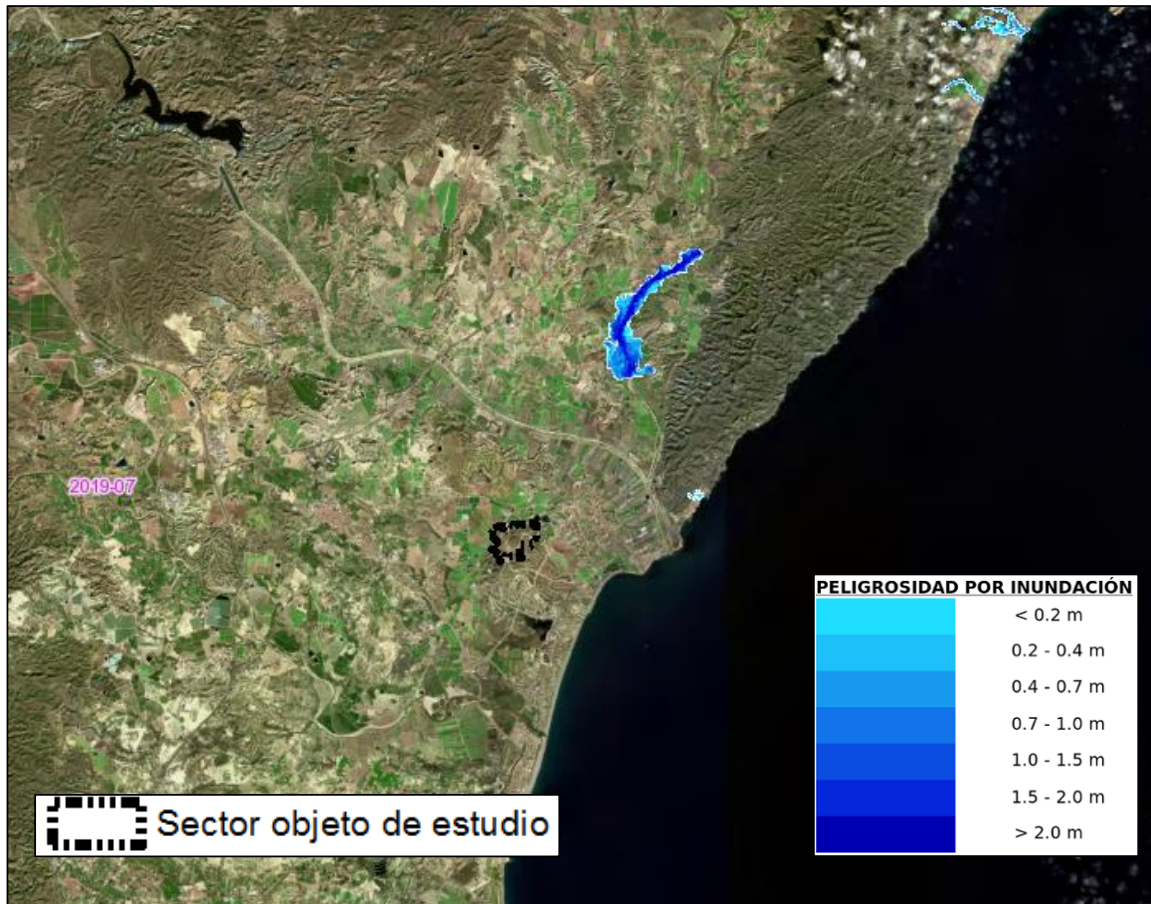 2019-07
PELIGROSIDAD POR INUNDACIÓN
< 0.2 m
0.2 - 0.4 m
0.4 - 0.7 m
0.7 - 1.0 m
1.0 - 1.5 m
1.5 - 2.0 m
> 2.0 m
Sector objeto de estudio